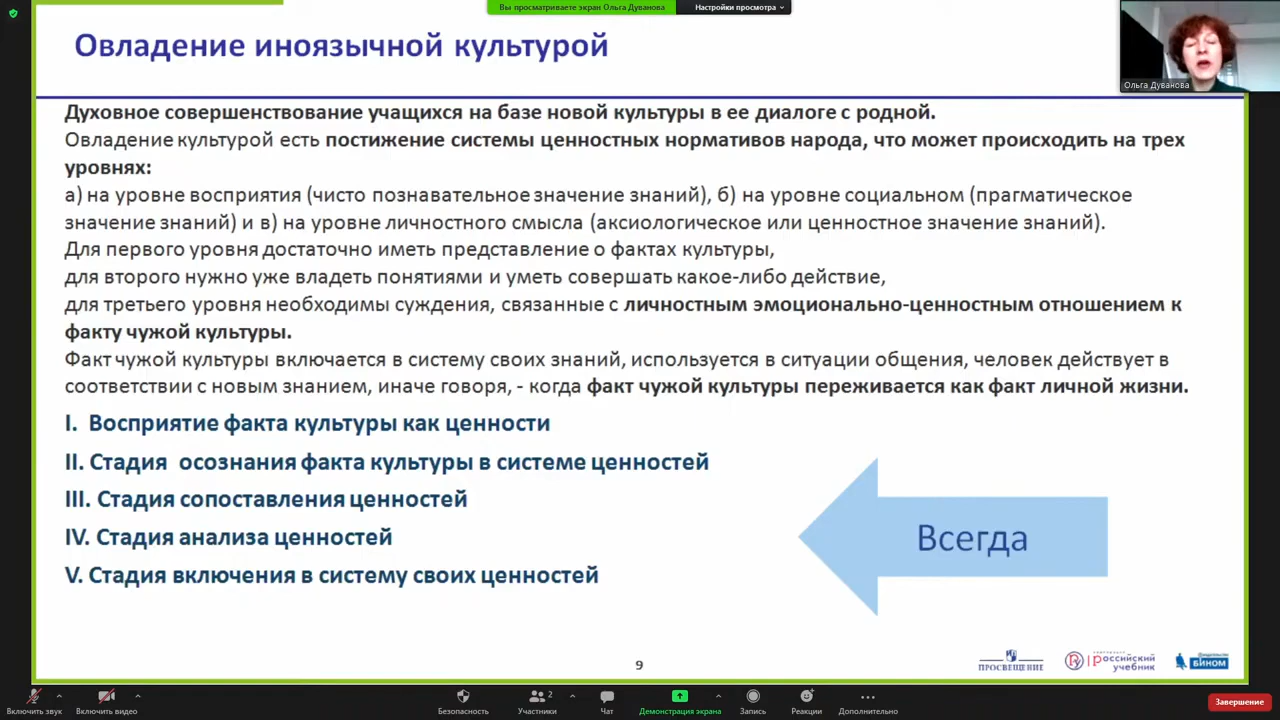 Вы просматриваете экран Ольга Дуванова
Настройки просмотра
Овладение иноязычной культурой
Ольга Дуванова
Духовное совершенствование учащихся на базе новой культуры в ее диалоге с родной.
Овладение культурой есть постижение системы ценностных нормативов народа, что может происходить на трех
уровнях:
а) на уровне восприятия (чисто познавательное значение знаний), б) на уровне социальном (прагматическое
значение знаний) и в) на уровне личностного смысла (аксиологическое или ценностное значение знаний).
Для первого уровня достаточно иметь представление о фактах культуры,
для второго нужно уже владеть понятиями и уметь совершать какое-либо действие,
для третьего уровня необходимы суждения, связанные с личностным эмоционально-ценностным отношением к
факту чужой культуры.
Факт чужой культуры включается в систему своих знаний, используется в ситуации общения, человек действует в
соответствии с новым знанием, иначе говоря, - когда факт чужой культуры переживается как факт личной жизни.
I. Восприятие факта культуры как ценности
II. Стадия осознания факта культуры в системе ценностей
III. Стадия сопоставления ценностей
IV. Стадия анализа ценностей
V. Стадия включения в систему своих ценностей
Всегда
9
ПРОСВЕЩЕНИЕ
российский
учебник
БИНОМ
Включить звук
Включить видео
Безопасность
2
Участники
Чат
Демонстрация экрана
Запись
Реакции
Дополнительно
Завершение